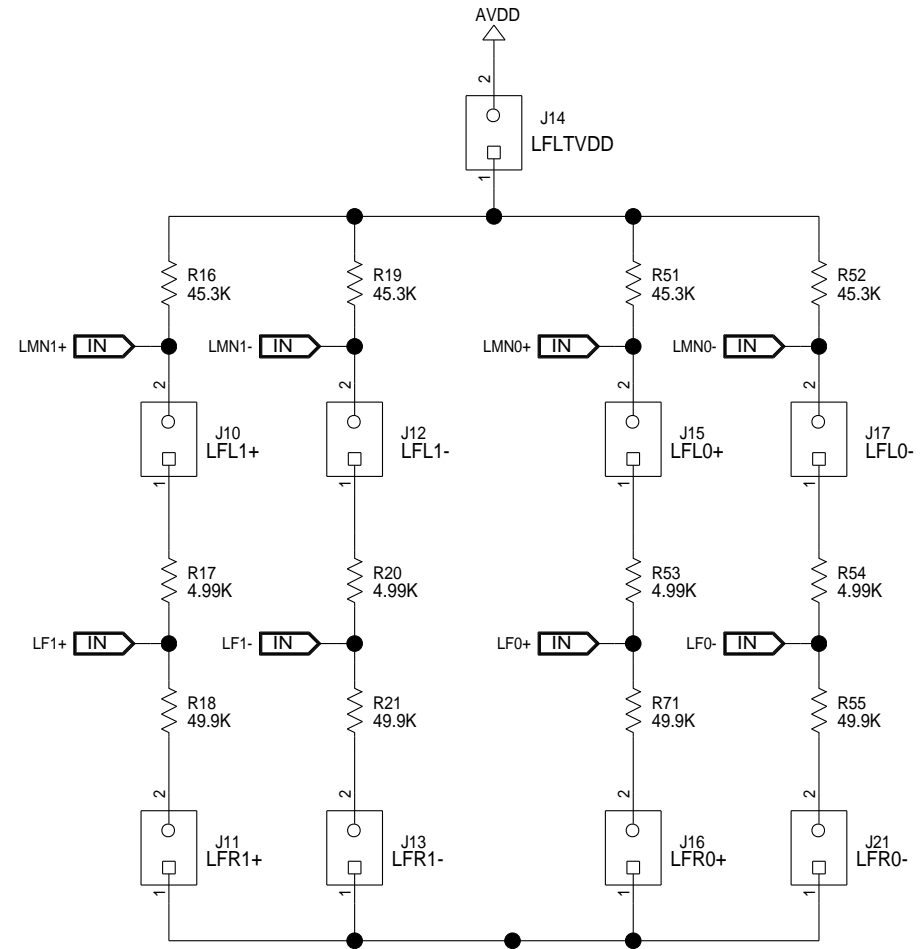 AVDD
2
J14
LFLTVDD
1
R16
45.3K
R19
45.3K
R51
45.3K
R52
45.3K
LMN1+ IN
LMN1- IN
LMN0+ IN
LMN0- IN
2
2
2
2
J10
LFL1+
J12
LFL1-
J15
LFL0+
J17
LFL0-
1
1
1
1
R17
4.99K
R20
4.99K
R53
4.99K
R54
4.99K
LF1+ IN
LF1- IN
LF0+ IN
LF0- IN
R18
49.9K
R21
49.9K
R71
49.9K
R55
49.9K
2
2
2
2
J11
LFR1+
J13
LFR1-
J16
LFR0+
J21
LFR0-
1
1
1
1